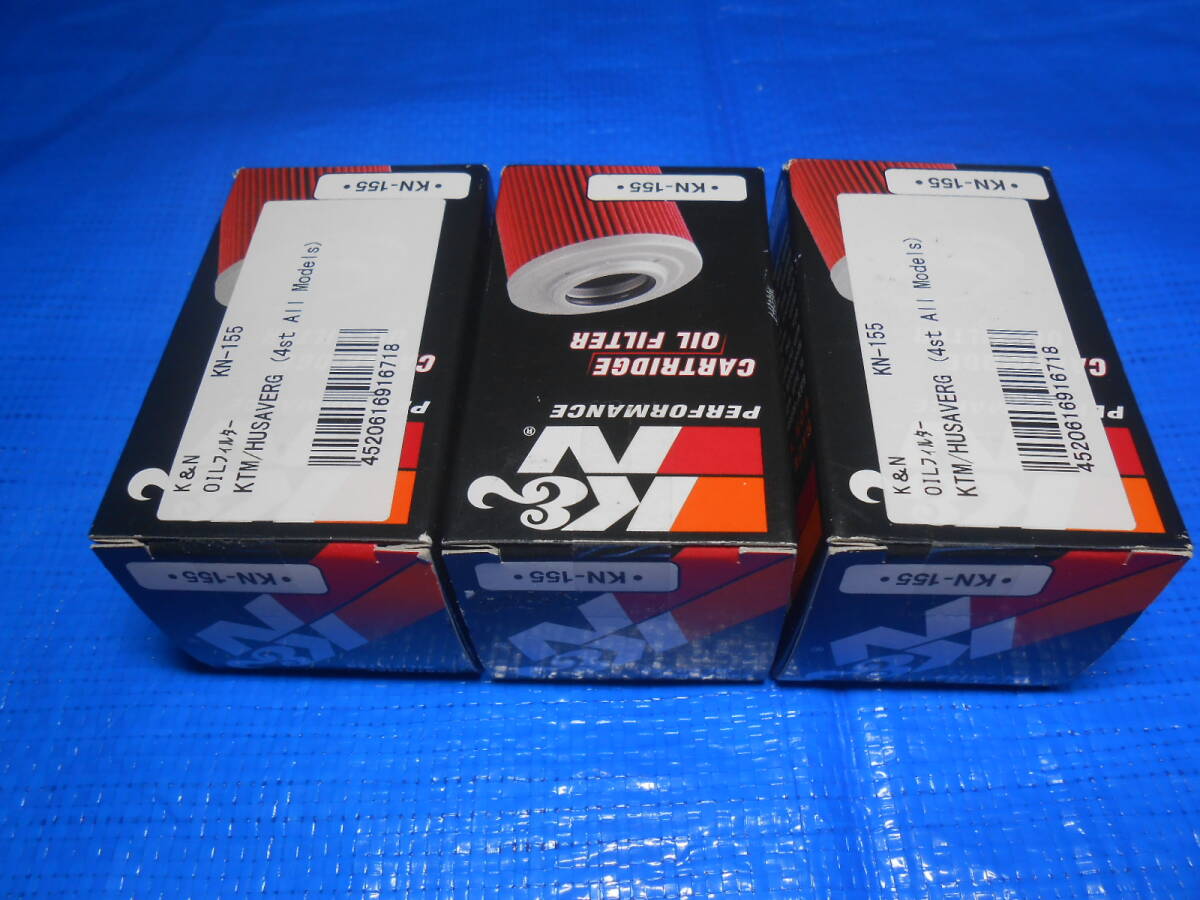 • KN-155 •
K&N KN-155
OILフィルター
KTM/HUSAVERG (4st All Models)
4520616916718
• KN-155 •
• KN-155 •
CARTRIDGE
OIL FILTER
PERFORMANCE
K&N®
• KN-155 •
K&N
• KN-155 •
K&N KN-155
OILフィルター
KTM/HUSAVERG (4st All Models)
4520616916718
• KN-155 •
K&N